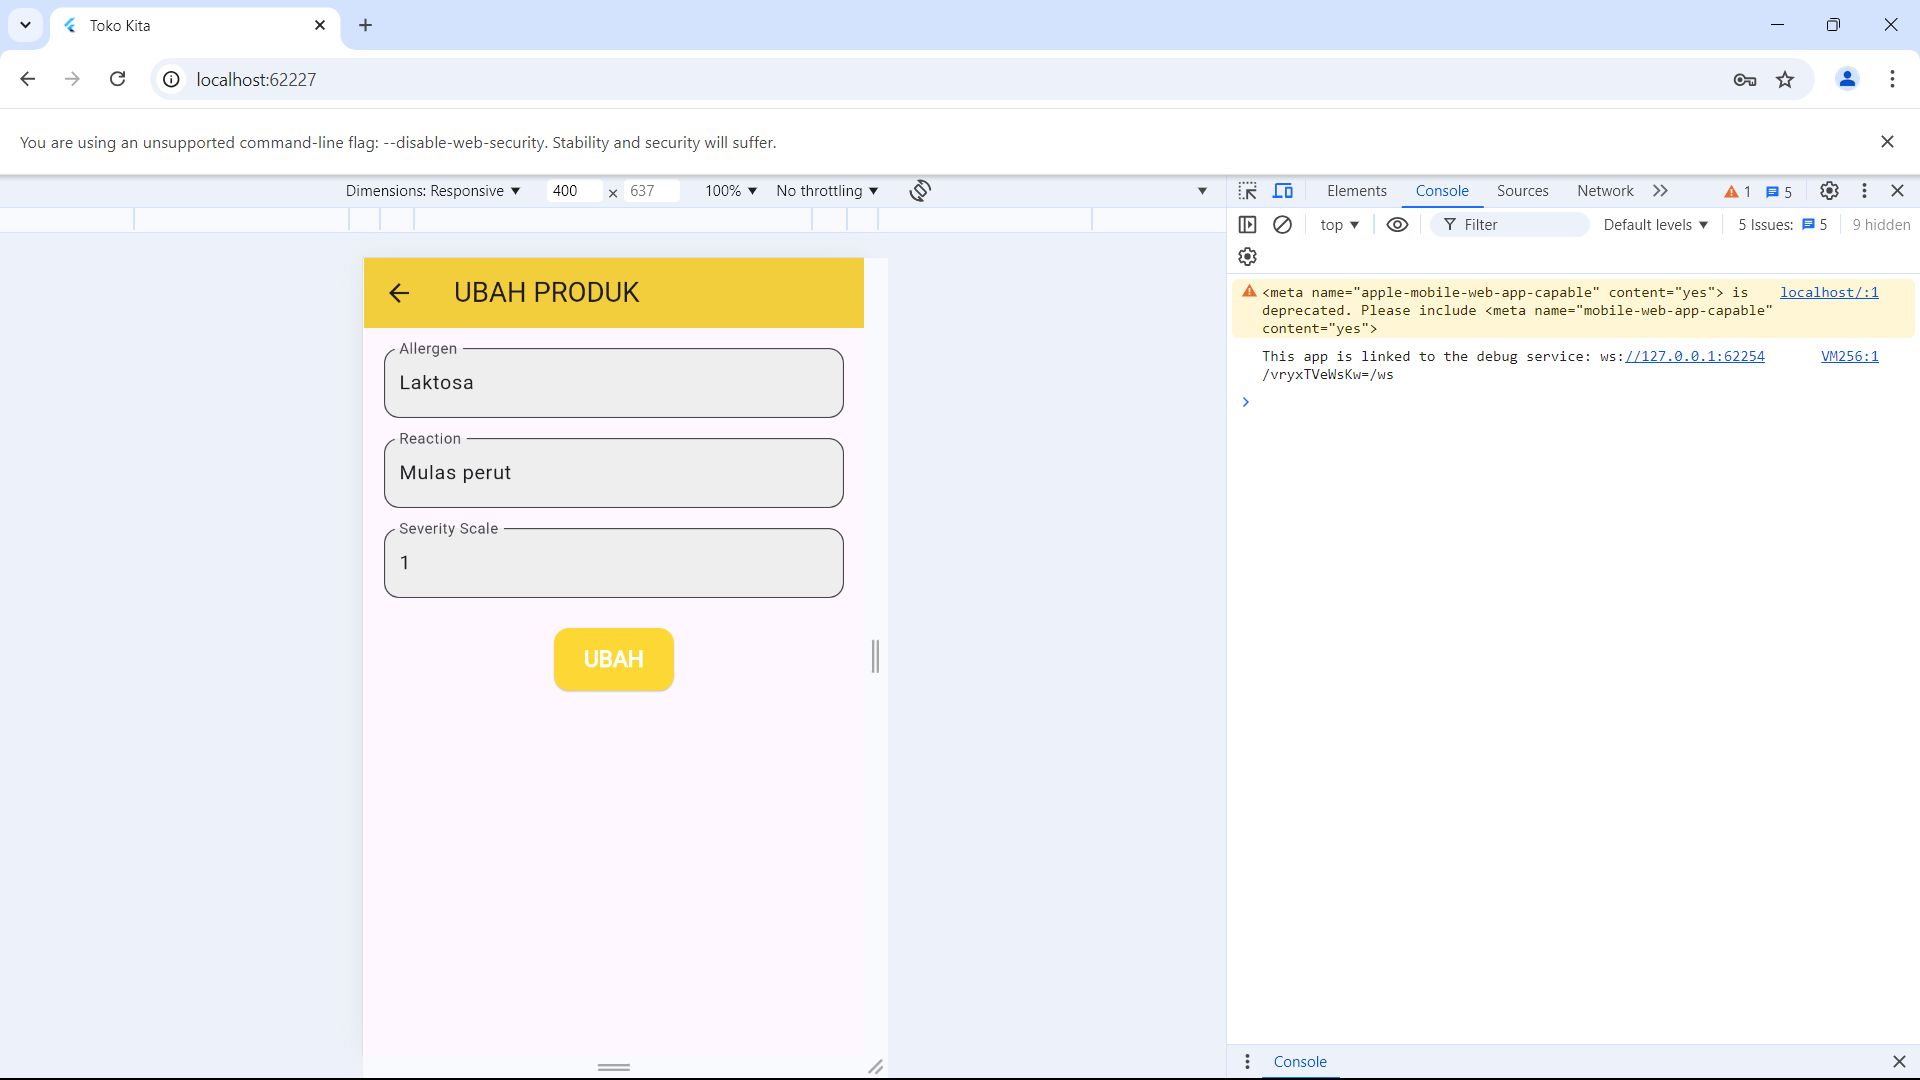 Toko Kita
localhost:62227
You are using an unsupported command-line flag: --disable-web-security. Stability and security will suffer.
Dimensions: Responsive 400 × 637 100% No throttling
Elements Console Sources Network 1 5
top Filter Default levels 5 Issues: 5 9 hidden
UBAH PRODUK
Allergen
Laktosa
Reaction
Mulas perut
Severity Scale
1
UBAH
<meta name="apple-mobile-web-app-capable" content="yes"> is localhost/:1
deprecated. Please include <meta name="mobile-web-app-capable"
content="yes">
This app is linked to the debug service: ws://127.0.0.1:62254 VM256:1
/vryxTVeWsKw=/ws
Console